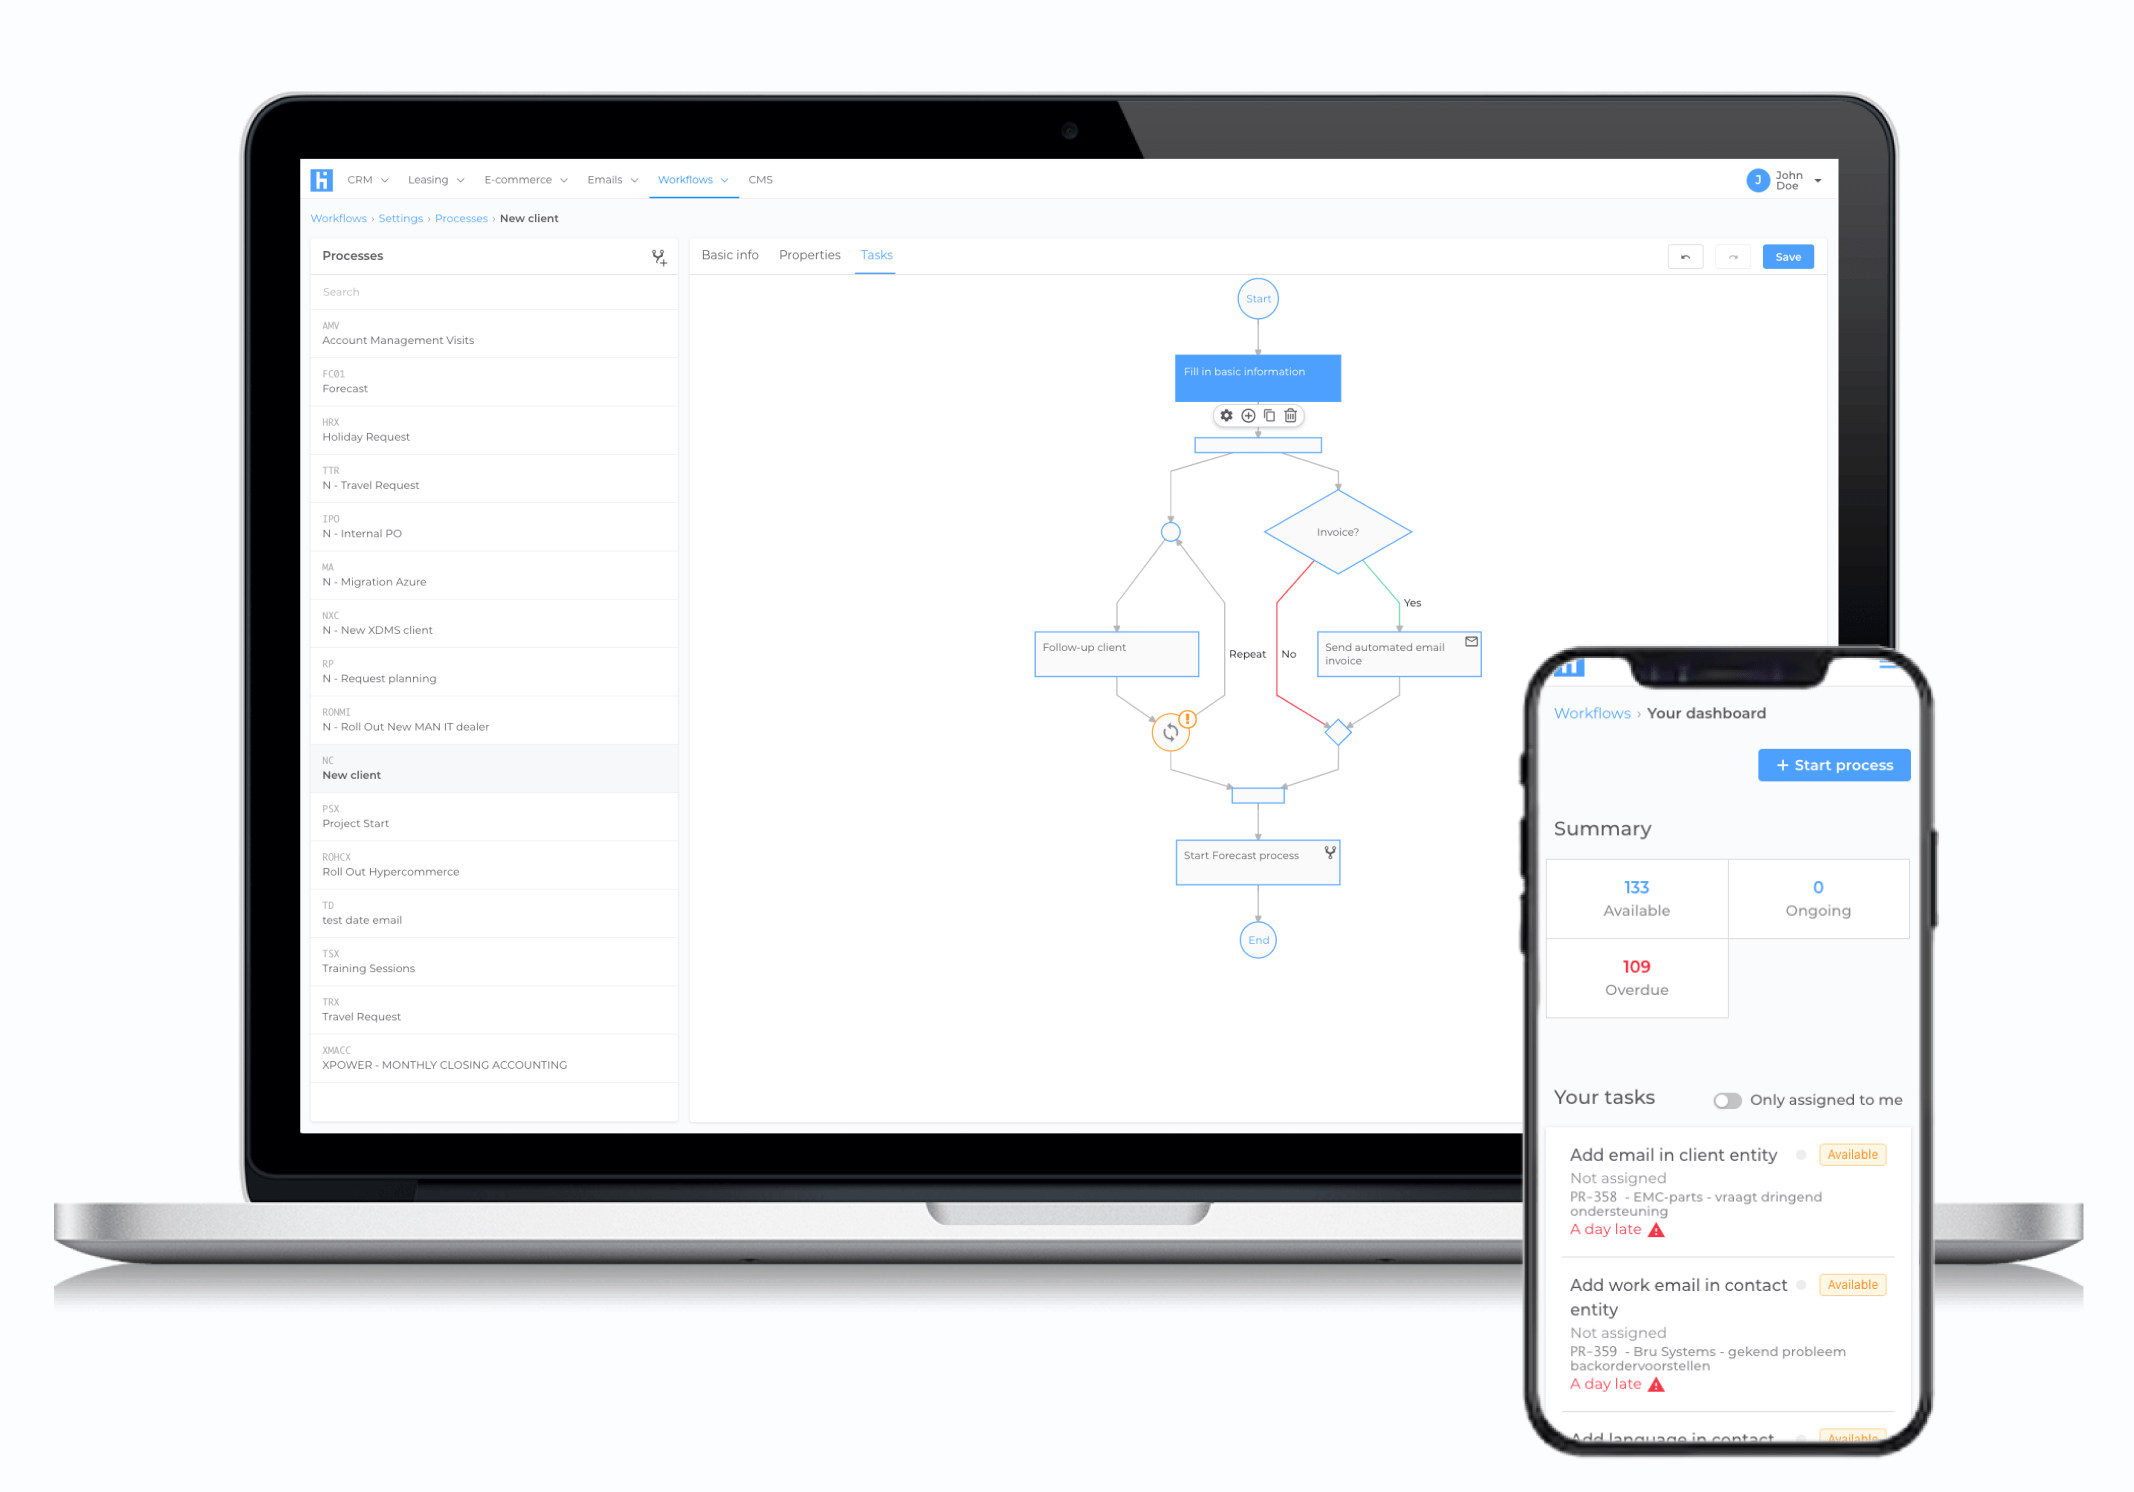 CRM
Leasing
E-commerce
Emails
Workflows
CMS
J
John
Doe
Workflows › Settings › Processes › New client
Processes
Search
AMV
Account Management Visits
FC01
Forecast
HRX
Holiday Request
TTR
N - Travel Request
IPO
N - Internal PO
MA
N - Migration Azure
NXC
N - New XDMS client
RP
N - Request planning
RONMI
N - Roll Out New MAN IT dealer
NC
New client
PSX
Project Start
ROHCX
Roll Out Hypercommerce
TD
test date email
TSX
Training Sessions
TRX
Travel Request
XMACC
XPOWER - MONTHLY CLOSING ACCOUNTING
Basic info
Properties
Tasks
Save
Start
Fill in basic information
Invoice?
Yes
Follow-up client
Repeat
No
Send automated email
invoice
Start Forecast process
End
Workflows › Your dashboard
+ Start process
Summary
133
Available
0
Ongoing
109
Overdue
Your tasks
Only assigned to me
Add email in client entity
Available
Not assigned
PR-358 - EMC-parts - vraagt dringend
ondersteuning
A day late
Add work email in contact
entity
Available
Not assigned
PR-359 - Bru Systems - gekend probleem
backordervoorstellen
A day late
Add language in contact
Available